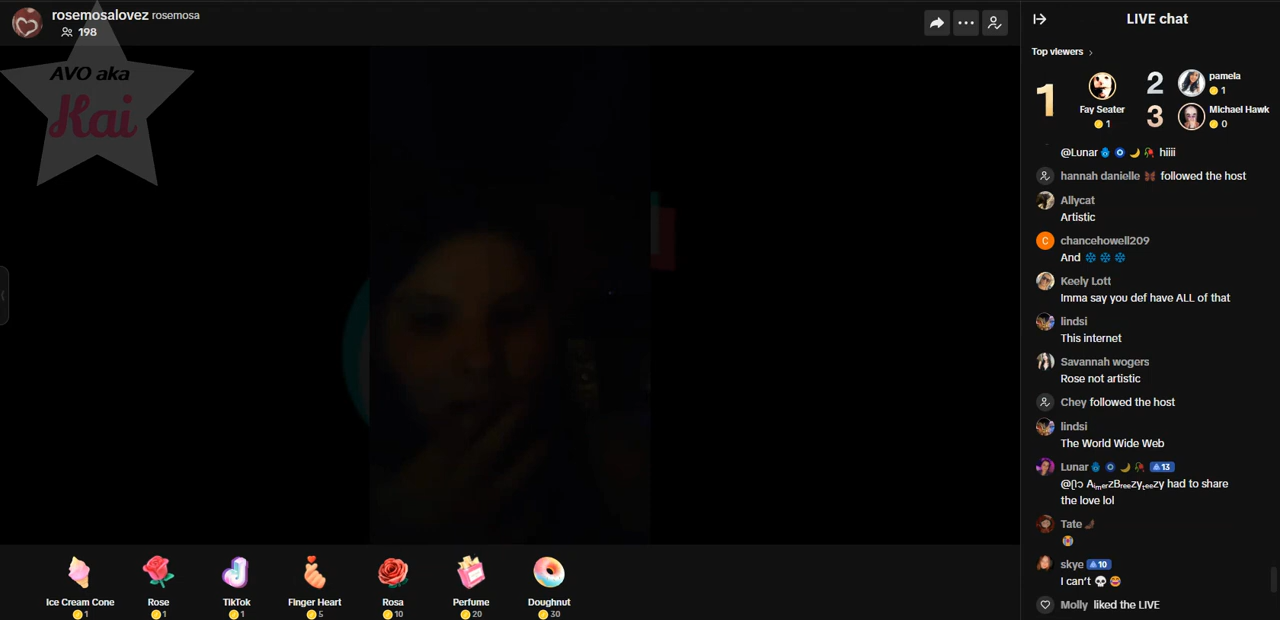 rosemosalovez rosemosa
198
AVO aka
Kai
LIVE chat
Top viewers
1
Fay Seater
1
2
pamela
1
3
Michael Hawk
0
@Lunar🧿🌙🥀 hiiii
hannah danielle followed the host
Allycat
Artistic
C
chancehowell209
And ❄️❄️❄️
Keely Lott
Imma say you def have ALL of that
lindsi
This internet
Savannah wogers
Rose not artistic
Chey followed the host
lindsi
The World Wide Web
Lunar 🧿🌙🥀 13
had to share
the love lol
Tate
😭
skye 10
I can't 💀
Molly liked the LIVE
Ice Cream Cone
1
Rose
1
TikTok
1
Finger Heart
5
Rosa
10
Perfume
20
Doughnut
30